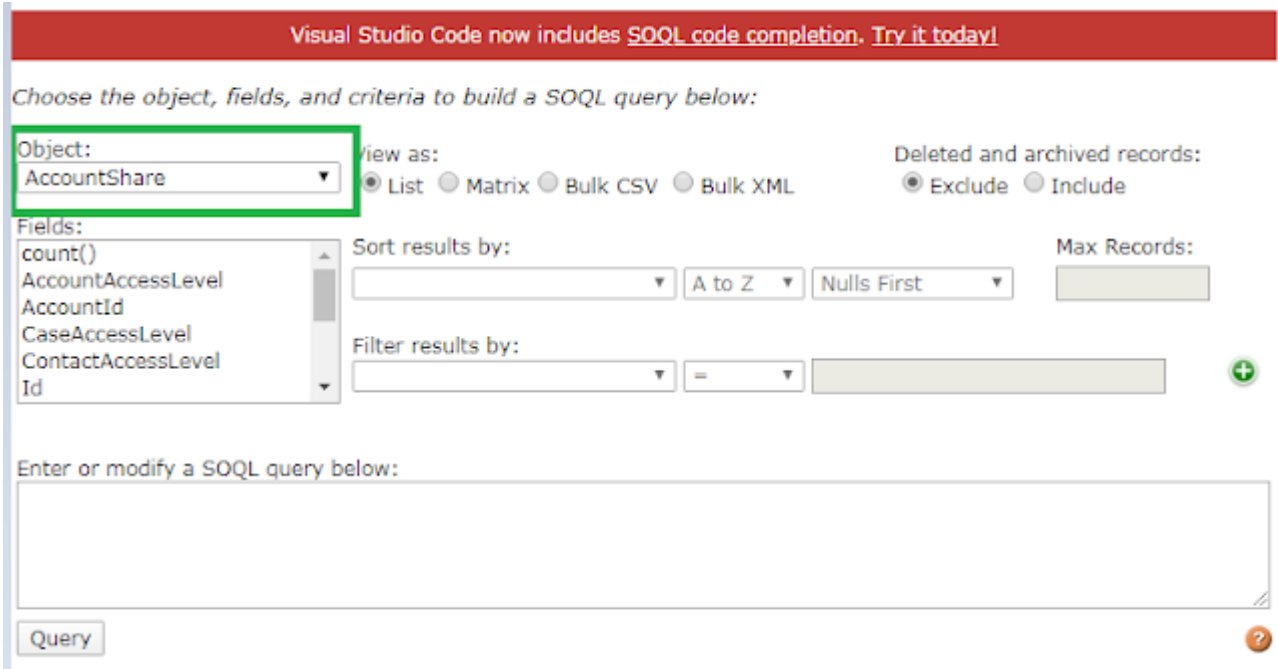 Visual Studio Code now includes SOQL code completion. Try it today!
Choose the object, fields, and criteria to build a SOQL query below:
Object:
AccountShare
View as:
List Matrix Bulk CSV Bulk XML
Deleted and archived records:
Exclude Include
Fields:
count()
AccountAccessLevel
AccountId
CaseAccessLevel
ContactAccessLevel
Id
Sort results by:
A to Z
Nulls First
Max Records:
Filter results by:
=
Enter or modify a SOQL query below:
Query
?